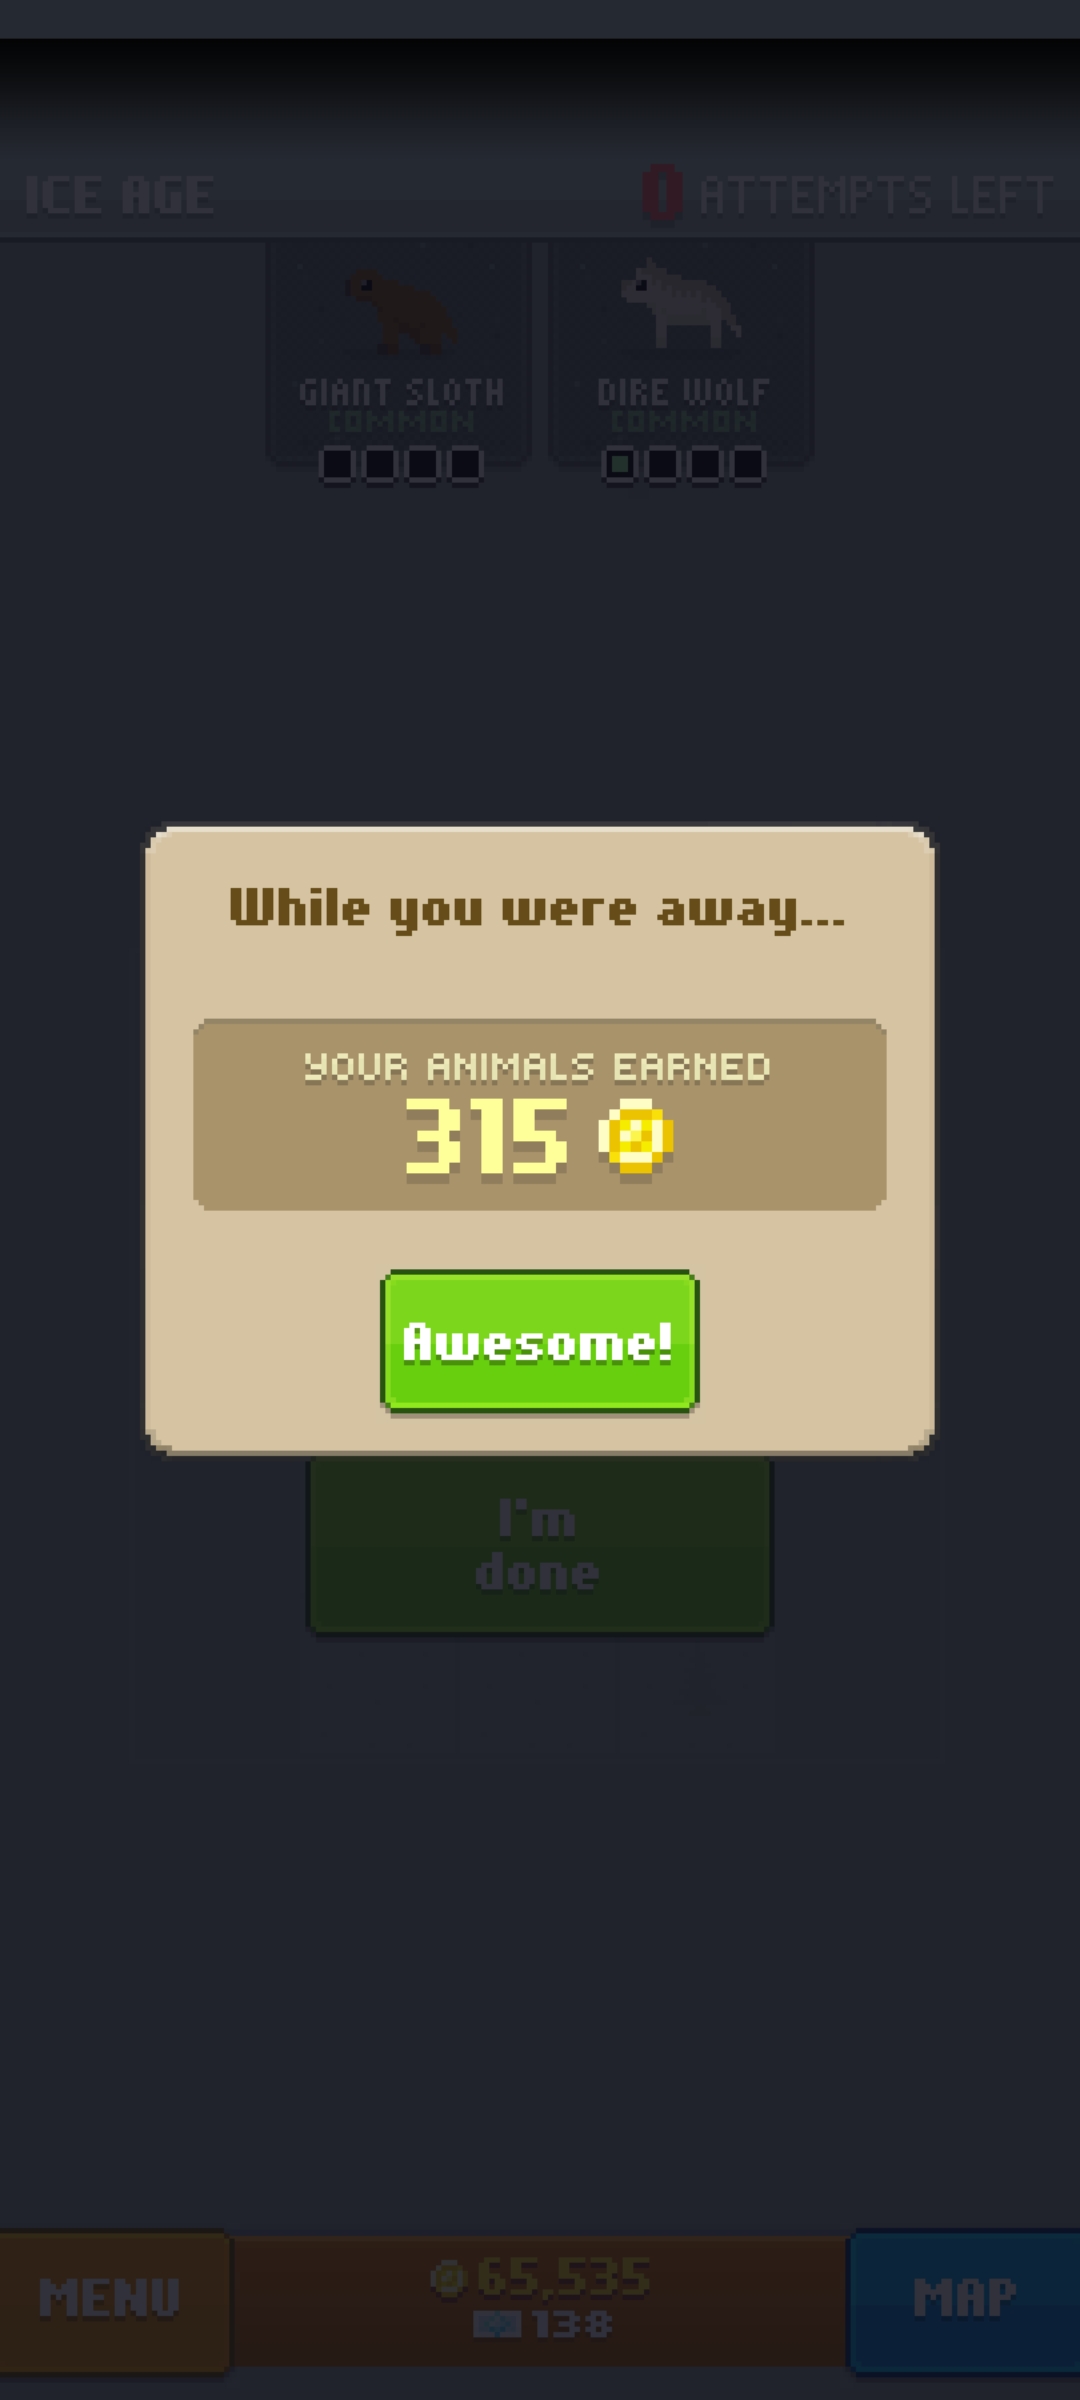 ICE AGE
0 ATTEMPTS LEFT
GIANT SLOTH
COMMON
DIRE WOLF
COMMON
While you were away...
YOUR ANIMALS EARNED
315
Awesome!
I'm
done
MENU
65,535
138
MAP